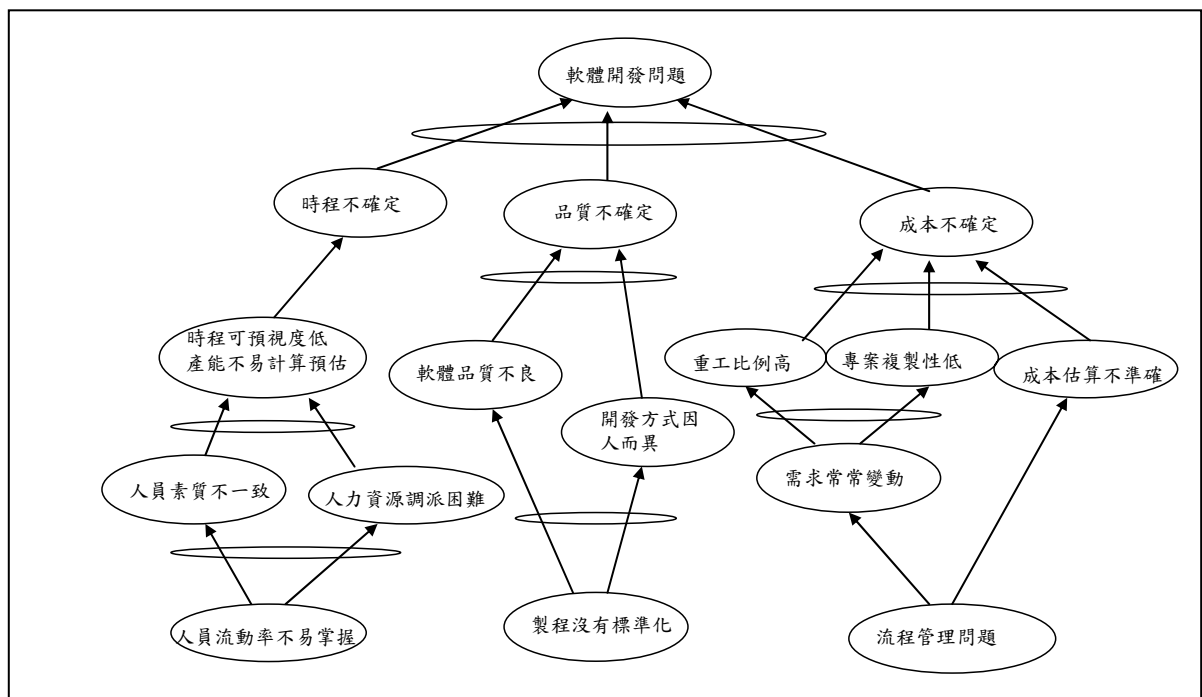 軟體開發問題
時程不確定
品質不確定
成本不確定
時程可預視度低
產能不易計算預估
軟體品質不良
重工比例高
專案複製性低
成本估算不準確
開發方式因
人而異
人員素質不一致
人力資源調派困難
需求常常變動
人員流動率不易掌握
製程沒有標準化
流程管理問題